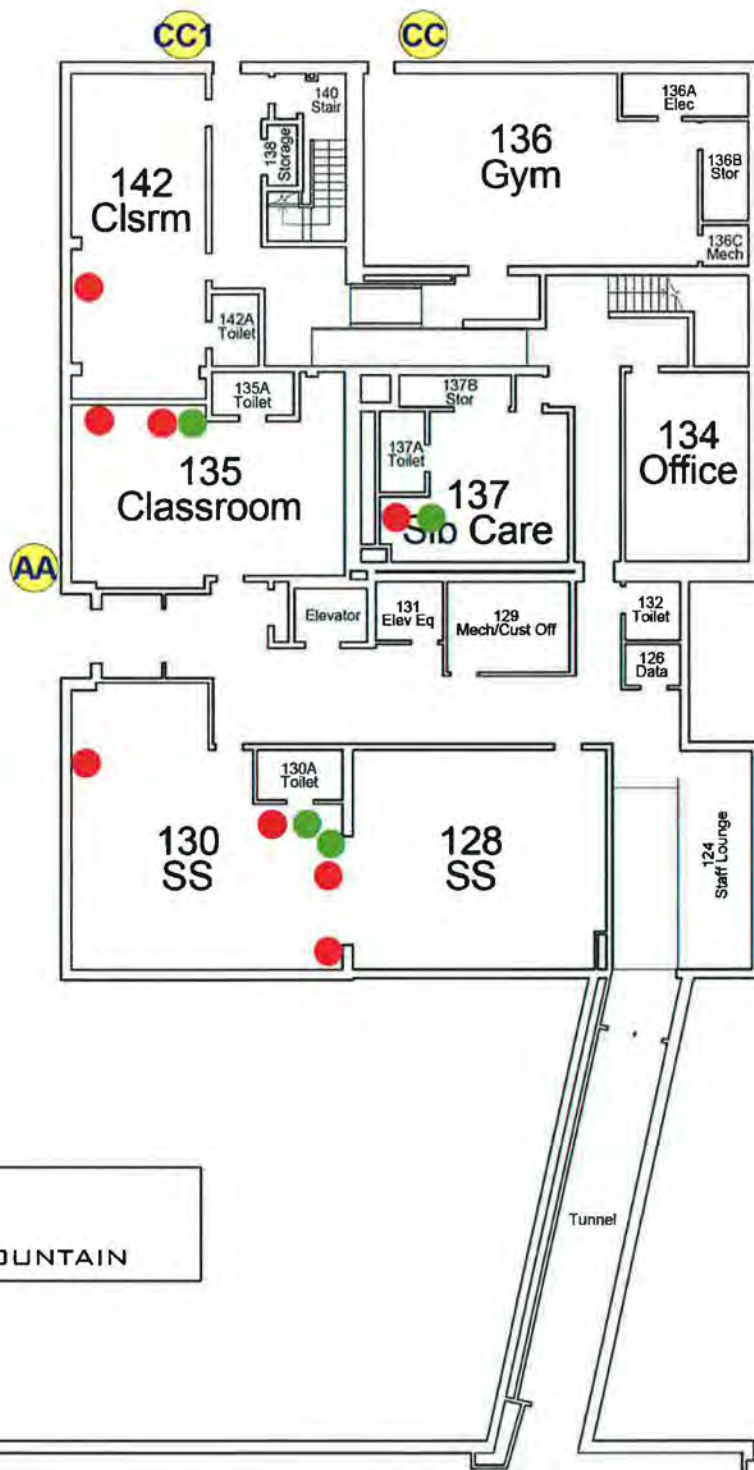 CC1
CC
140
Stair
136A
Elec
138
Storage
136
Gym
136B
Stor
142
Clsrm
136C
Mech
142A
Toilet
135A
Toilet
137B
Stor
137A
Toilet
134
Office
135
Classroom
137
Sib Care
AA
Elevator
131
Elev Eq
129
Mech/Cust Off
132
Toilet
126
Data
130A
Toilet
130
SS
128
SS
124
Staff Lounge
Tunnel